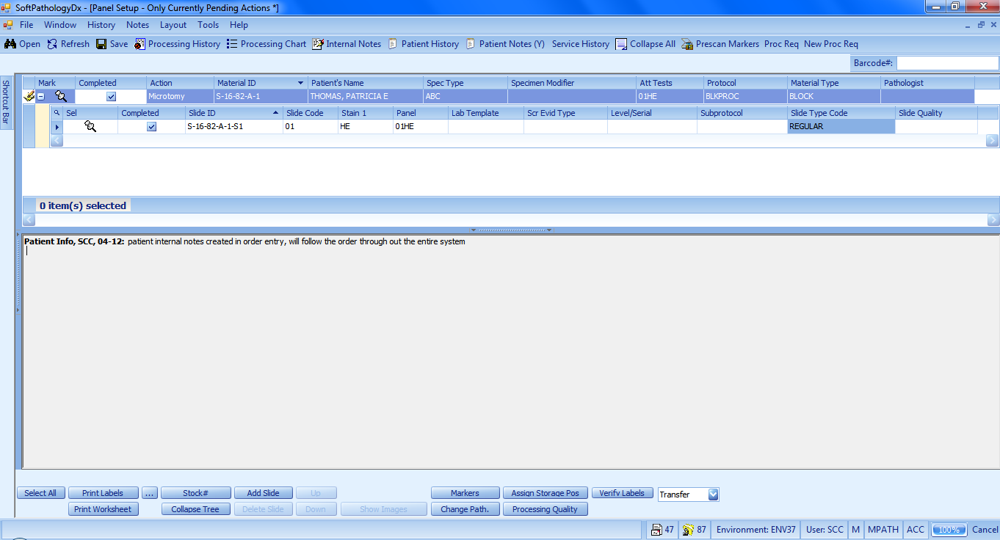 SoftPathologyDx - [Panel Setup - Only Currently Pending Actions *]
File Window History Notes Layout Tools Help
Open Refresh Save Processing History Processing Chart Internal Notes Patient History Patient Notes (Y) Service History Collapse All Prescan Markers Proc Req New Proc Req
Barcode#:
Shortcut Bar
Mark Completed Action Material ID Patient's Name Spec Type Specimen Modifier Att Tests Protocol Material Type Pathologist
Microtomy S-16-82-A-1 THOMAS, PATRICIA E ABC 01HE BLKPROC BLOCK
Sel Completed Slide ID Slide Code Stain 1 Panel Lab Template Scr Evid Type Level/Serial Subprotocol Slide Type Code Slide Quality
S-16-82-A-1-S1 01 HE 01HE REGULAR
0 item(s) selected
Patient Info, SCC, 04-12: patient internal notes created in order entry, will follow the order through out the entire system
Select All Print Labels ... Stock# Add Slide Up Markers Assign Storage Pos Verify Labels Transfer
Print Worksheet Collapse Tree Delete Slide Down Show Images Change Path. Processing Quality
47 87 Environment: ENV37 User: SCC M MPATH ACC 100% Cancel